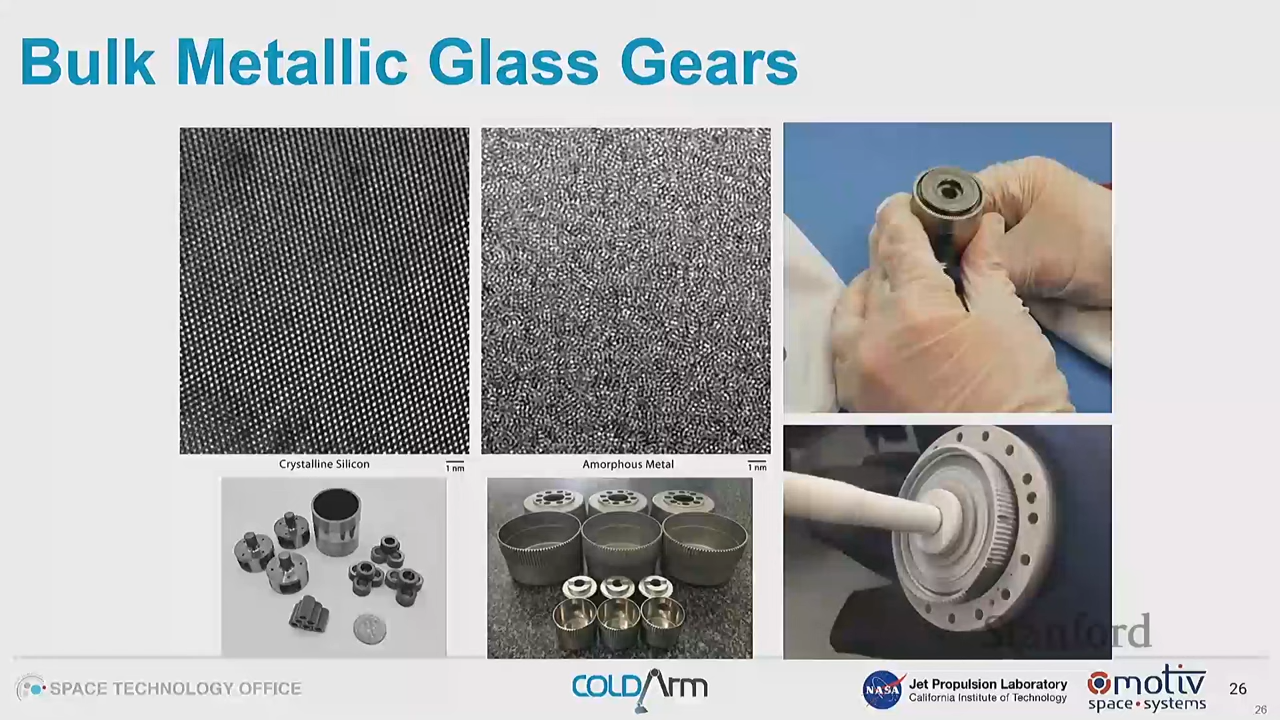 Bulk Metallic Glass Gears
Crystalline Silicon
1 nm
Amorphous Metal
1 nm
Stanford
SPACE TECHNOLOGY OFFICE
COLDArm
NASA
Jet Propulsion Laboratory
California Institute of Technology
motiv
space•systems
26
26